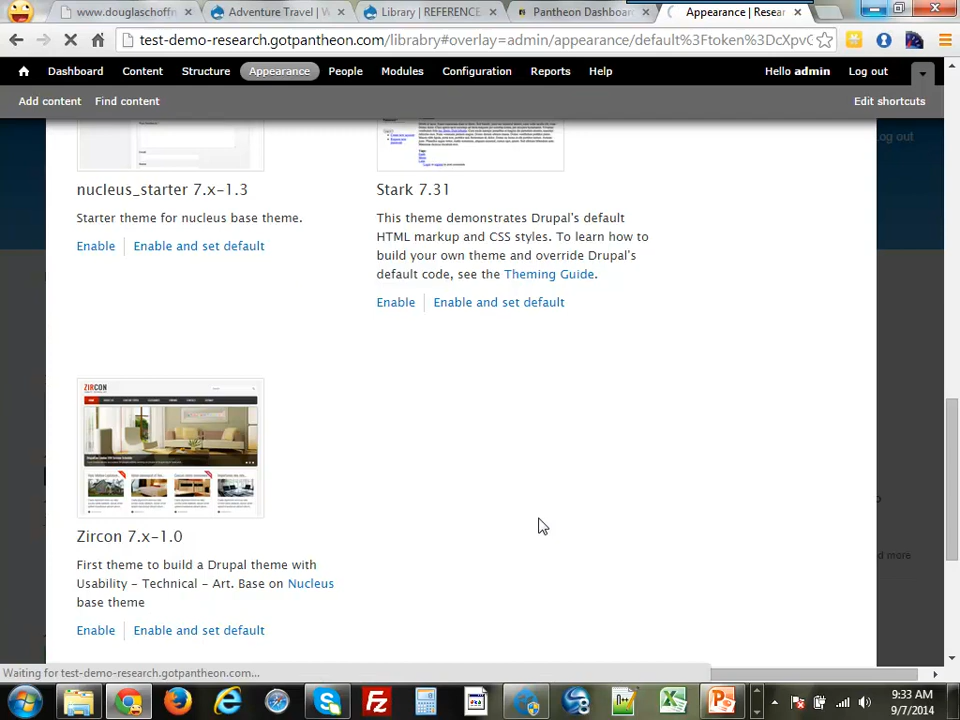 www.douglaschoffn
Adventure Travel | W
Library | REFERENCE
Pantheon Dashboar
Appearance | Resear
test-demo-research.gotpantheon.com/librabry#overlay=admin/appearance/default%3Ftoken%3DcXpvC
Dashboard Content Structure Appearance People Modules Configuration Reports Help Hello admin Log out
Add content Find content Edit shortcuts
Log out
nucleus_starter 7.x-1.3
Starter theme for nucleus base theme.
Enable Enable and set default
Stark 7.31
This theme demonstrates Drupal's default
HTML markup and CSS styles. To learn how to
build your own theme and override Drupal's
default code, see the Theming Guide.
Enable Enable and set default
ZIRCON
Zircon 7.x-1.0
First theme to build a Drupal theme with
Usability - Technical - Art. Base on Nucleus
base theme
Enable Enable and set default
d more
Waiting for test-demo-research.gotpantheon.com...
9:33 AM
9/7/2014